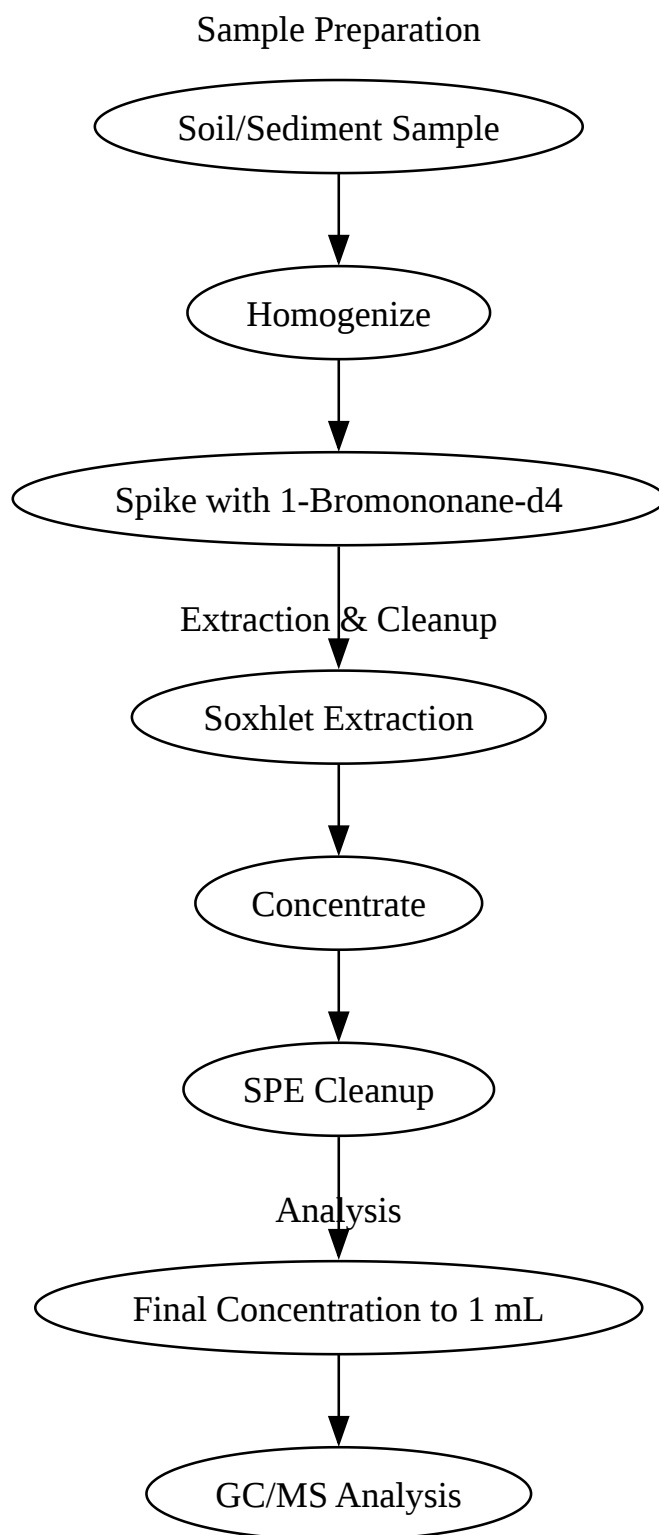 Sample Preparation
Soil/Sediment Sample
Homogenize
Spike with 1-Bromononane-d4
Extraction & Cleanup
Soxhlet Extraction
Concentrate
SPE Cleanup
Analysis
Final Concentration to 1 mL
GC/MS Analysis